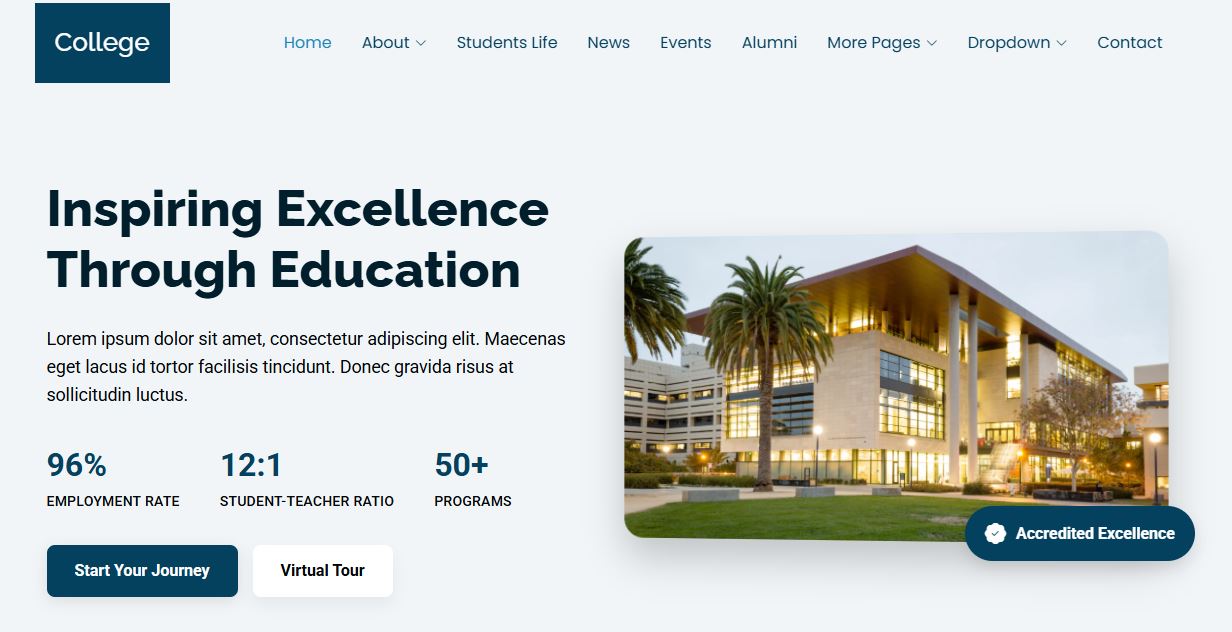 College
Home
About
Students Life
News
Events
Alumni
More Pages
Dropdown
Contact
Inspiring Excellence
Through Education
Lorem ipsum dolor sit amet, consectetur adipiscing elit. Maecenas
eget lacus id tortor facilisis tincidunt. Donec gravida risus at
sollicitudin luctus.
96%
EMPLOYMENT RATE
12:1
STUDENT-TEACHER RATIO
50+
PROGRAMS
Start Your Journey
Virtual Tour
Accredited Excellence